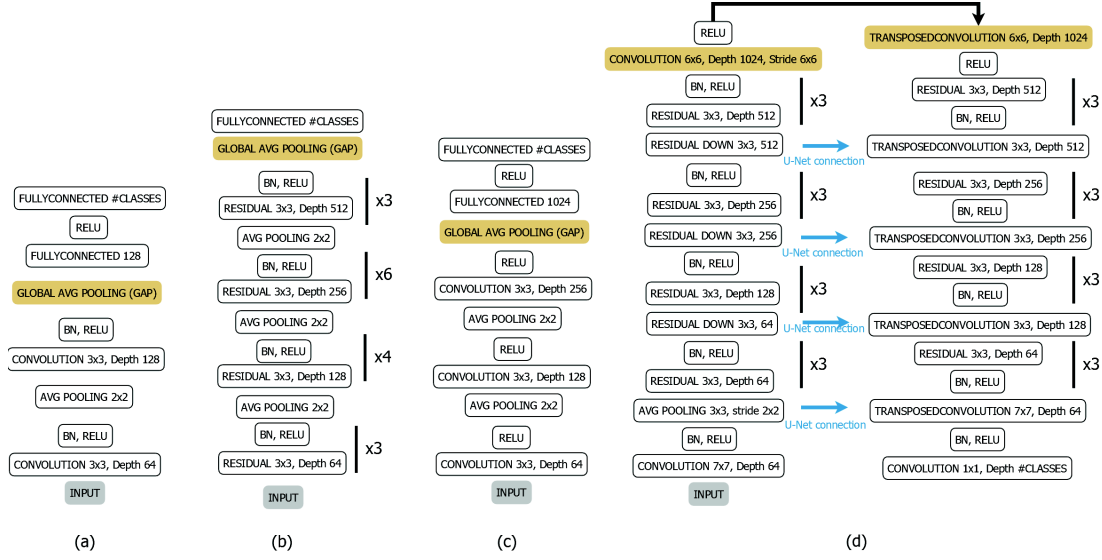 FULLYCONNECTED #CLASSES
RELU
FULLYCONNECTED 128
GLOBAL AVG POOLING (GAP)
BN, RELU
CONVOLUTION 3x3, Depth 128
AVG POOLING 2x2
BN, RELU
CONVOLUTION 3x3, Depth 64
INPUT
(a)
FULLYCONNECTED #CLASSES
GLOBAL AVG POOLING (GAP)
BN, RELU
RESIDUAL 3x3, Depth 512
x3
AVG POOLING 2x2
BN, RELU
RESIDUAL 3x3, Depth 256
x6
AVG POOLING 2x2
BN, RELU
RESIDUAL 3x3, Depth 128
x4
AVG POOLING 2x2
BN, RELU
RESIDUAL 3x3, Depth 64
x3
INPUT
(b)
FULLYCONNECTED #CLASSES
RELU
FULLYCONNECTED 1024
GLOBAL AVG POOLING (GAP)
RELU
CONVOLUTION 3x3, Depth 256
AVG POOLING 2x2
RELU
CONVOLUTION 3x3, Depth 128
AVG POOLING 2x2
RELU
CONVOLUTION 3x3, Depth 64
INPUT
(c)
RELU
CONVOLUTION 6x6, Depth 1024, Stride 6x6
BN, RELU
RESIDUAL 3x3, Depth 512
x3
RESIDUAL DOWN 3x3, 512
U-Net connection
BN, RELU
RESIDUAL 3x3, Depth 256
x3
RESIDUAL DOWN 3x3, 256
U-Net connection
BN, RELU
RESIDUAL 3x3, Depth 128
x3
RESIDUAL DOWN 3x3, 64
U-Net connection
BN, RELU
RESIDUAL 3x3, Depth 64
x3
AVG POOLING 3x3, stride 2x2
U-Net connection
BN, RELU
CONVOLUTION 7x7, Depth 64
INPUT
TRANSPOSEDCONVOLUTION 6x6, Depth 1024
RELU
RESIDUAL 3x3, Depth 512
BN, RELU
x3
TRANSPOSEDCONVOLUTION 3x3, Depth 512
RESIDUAL 3x3, Depth 256
BN, RELU
x3
TRANSPOSEDCONVOLUTION 3x3, Depth 256
RESIDUAL 3x3, Depth 128
BN, RELU
x3
TRANSPOSEDCONVOLUTION 3x3, Depth 128
RESIDUAL 3x3, Depth 64
BN, RELU
x3
TRANSPOSEDCONVOLUTION 7x7, Depth 64
BN, RELU
CONVOLUTION 1x1, Depth #CLASSES
(d)